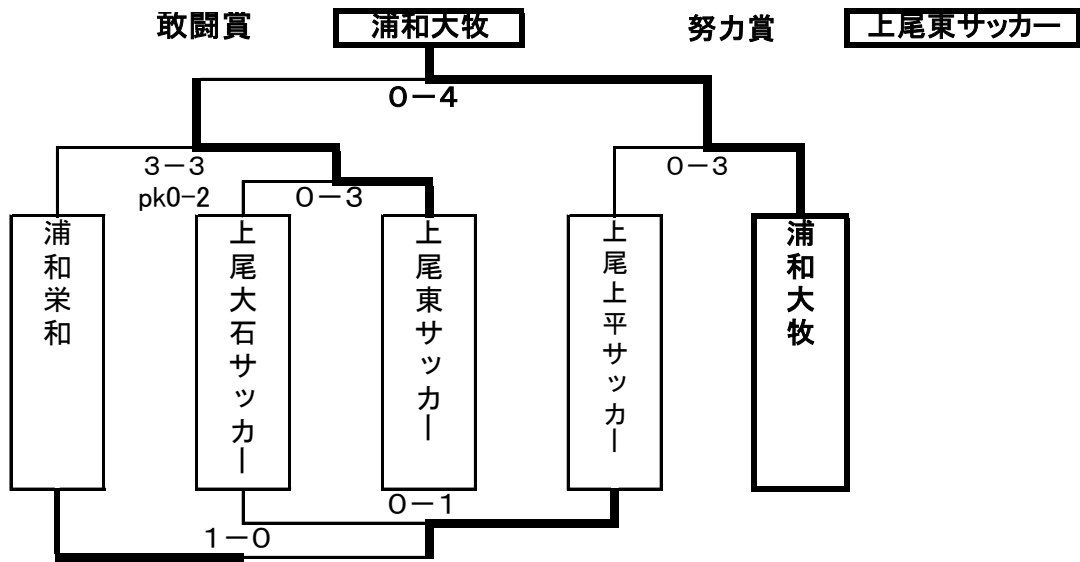 敢闘賞 浦和大牧 努力賞 上尾東サッカー
0－4
3－3
pk0-2
0－3
0－3
浦和栄和
上尾大石サッカー
上尾東サッカー
上尾上平サッカー
浦和大牧
0－1
1－0